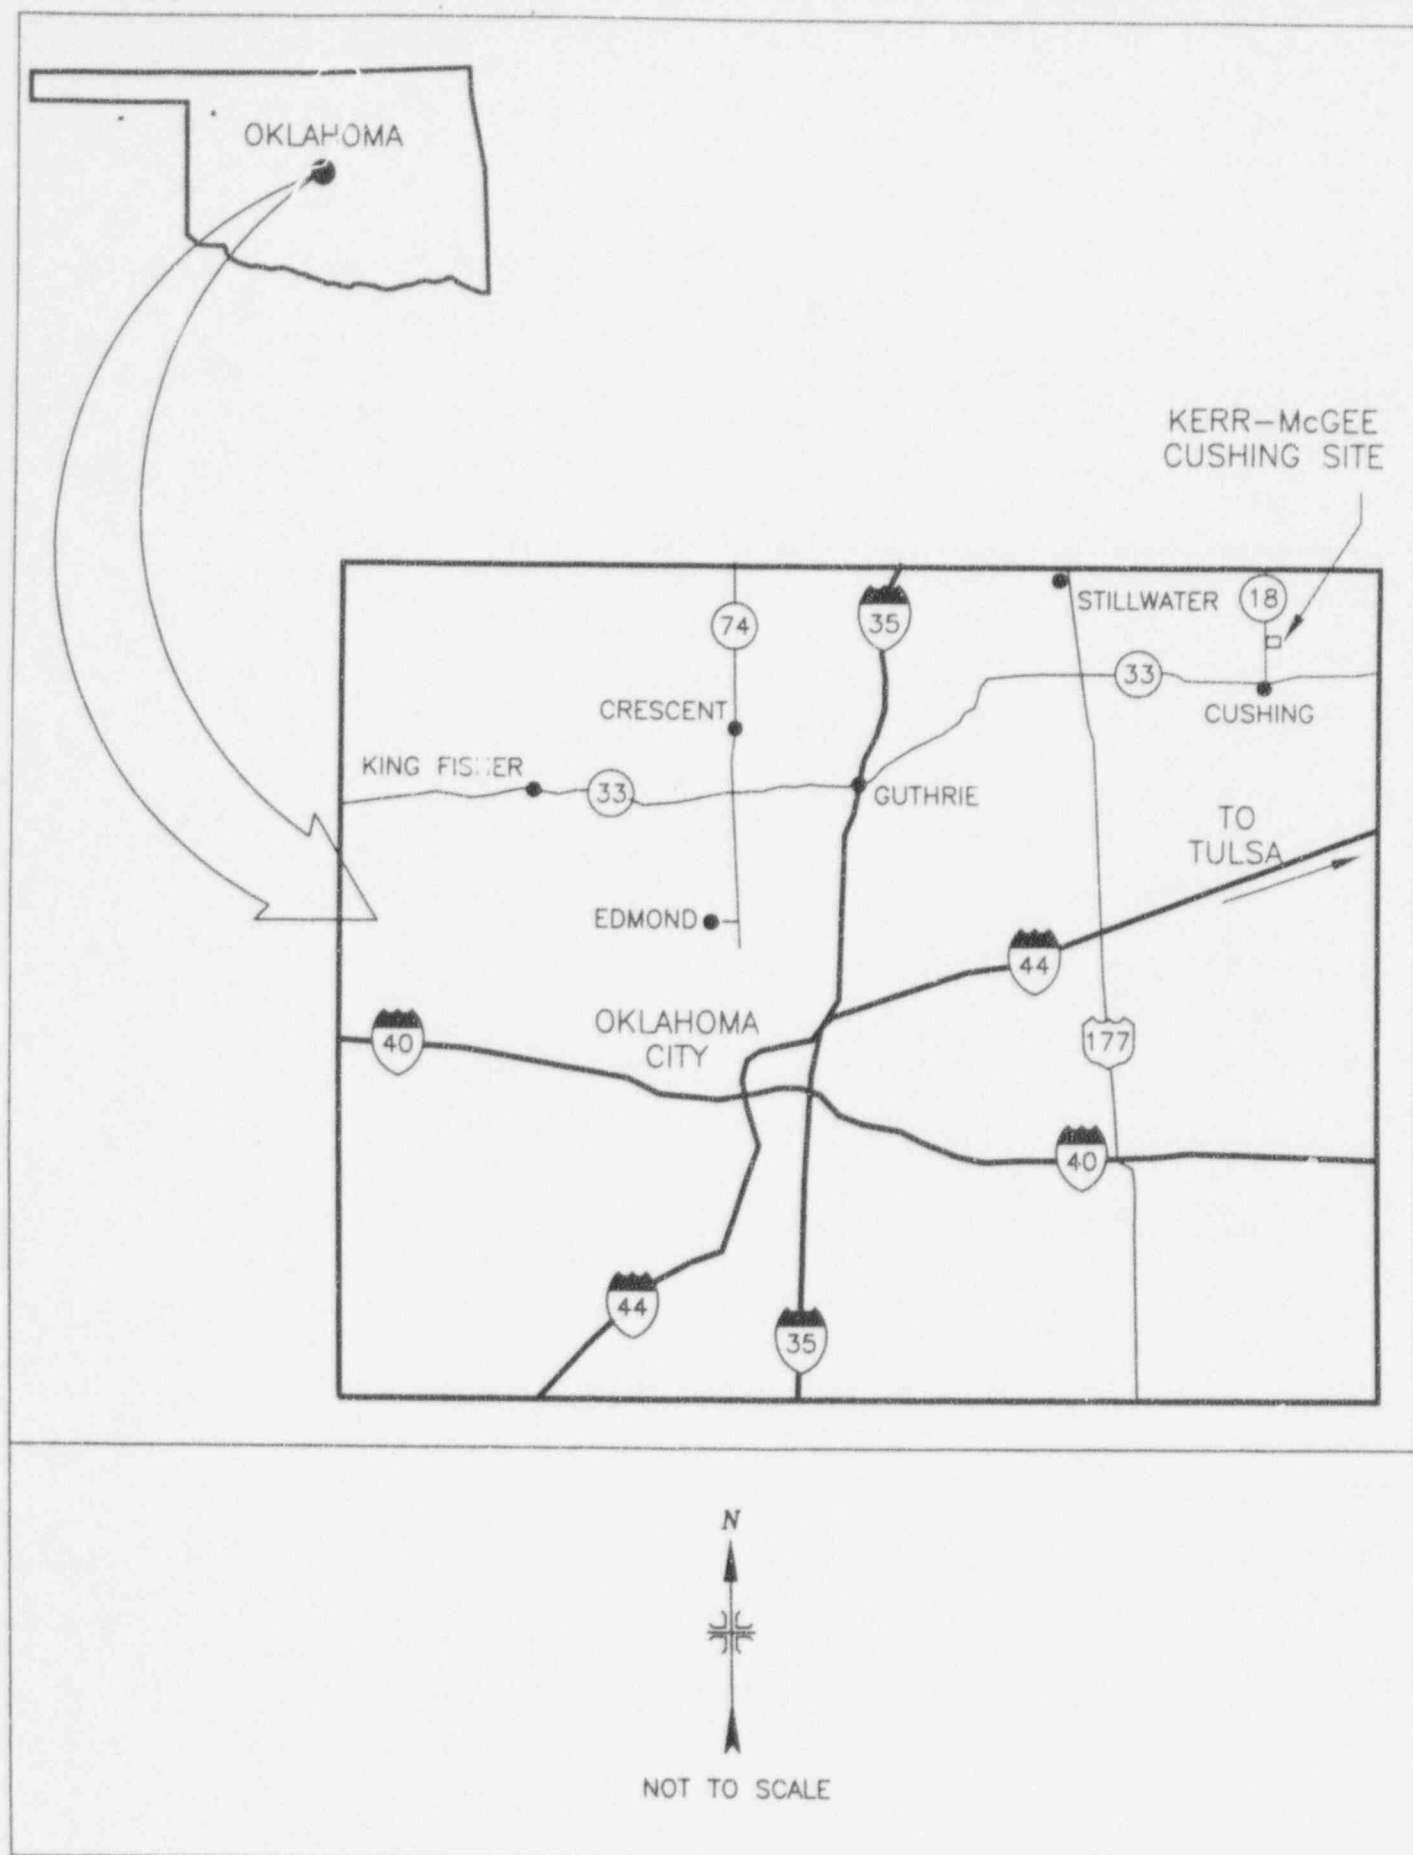 OKLAHOMA
KERR-McGEE
CUSHING SITE
74
35
STILLWATER
18
33
CRESCENT
CUSHING
KING FISHER
33
GUTHRIE
TO
TULSA
EDMOND
44
40
OKLAHOMA
CITY
177
40
44
35
N
NOT TO SCALE